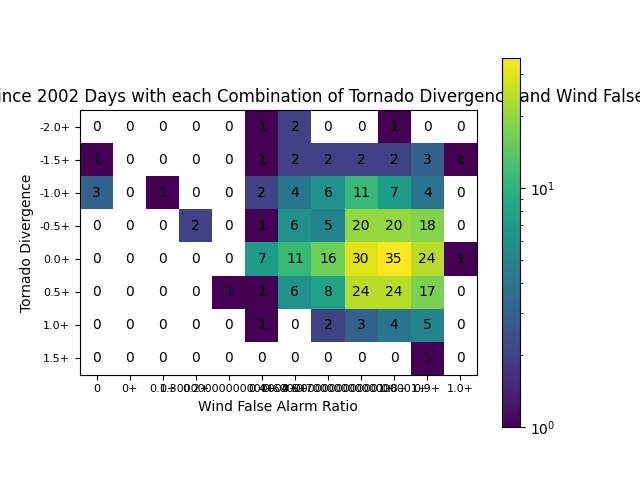 ince 2002 Days with each Combination of Tornado Divergence and Wind False
-2.0+ 0 0 0 0 0 1 2 0 0 1 0 0
-1.5+ 1 0 0 0 0 1 2 2 2 2 3 1
-1.0+ 3 0 1 0 0 2 4 6 11 7 4 0
-0.5+ 0 0 0 2 0 1 6 5 20 20 18 0
0.0+ 0 0 0 0 0 7 11 16 30 35 24 1
0.5+ 0 0 0 0 1 1 6 8 24 24 17 0
1.0+ 0 0 0 0 0 1 0 2 3 4 5 0
1.5+ 0 0 0 0 0 0 0 0 0 0 1 0
0 0+ 0.9+ 1.0+
Wind False Alarm Ratio
Tornado Divergence
10^1
10^0